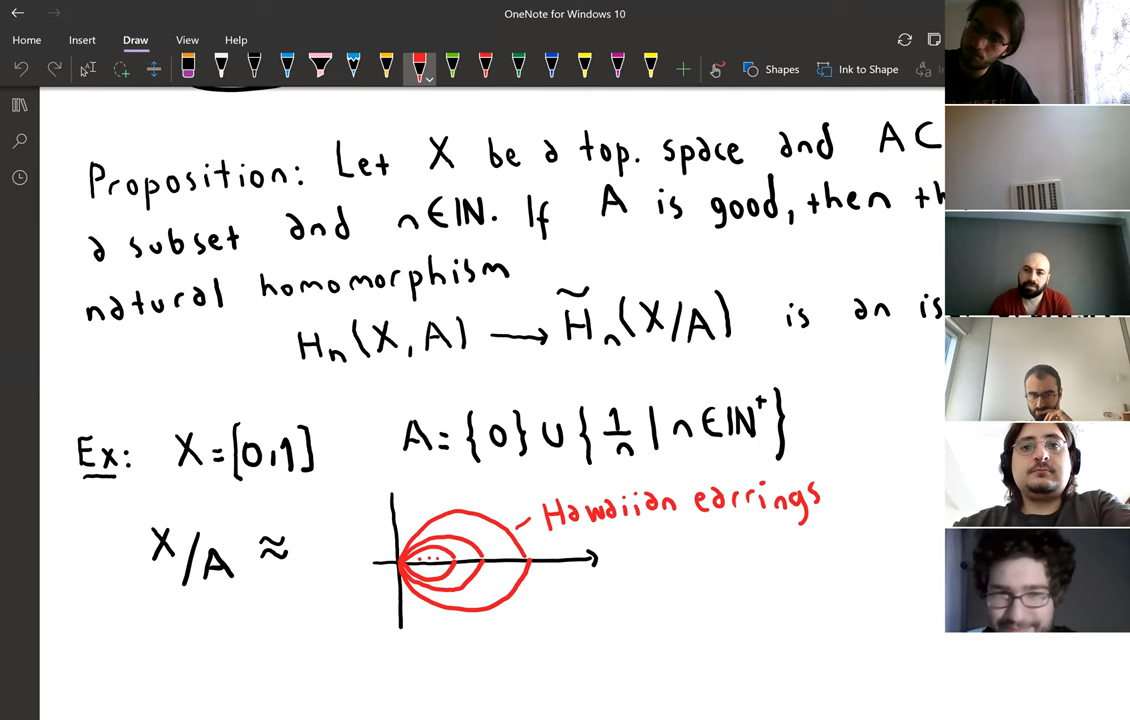 OneNote for Windows 10
Home Insert Draw View Help
Shapes Ink to Shape
Proposition: Let X be a top. space and A ⊂
a subset and n∈ℕ. If A is good, then th
natural homomorphism
Hₙ(X, A) → H̃ₙ(X/A) is an is
Ex: X = [0,1] A = {0} ∪ {1/n | n∈ℕ⁺}
Hawaiian earrings
X/A ≈